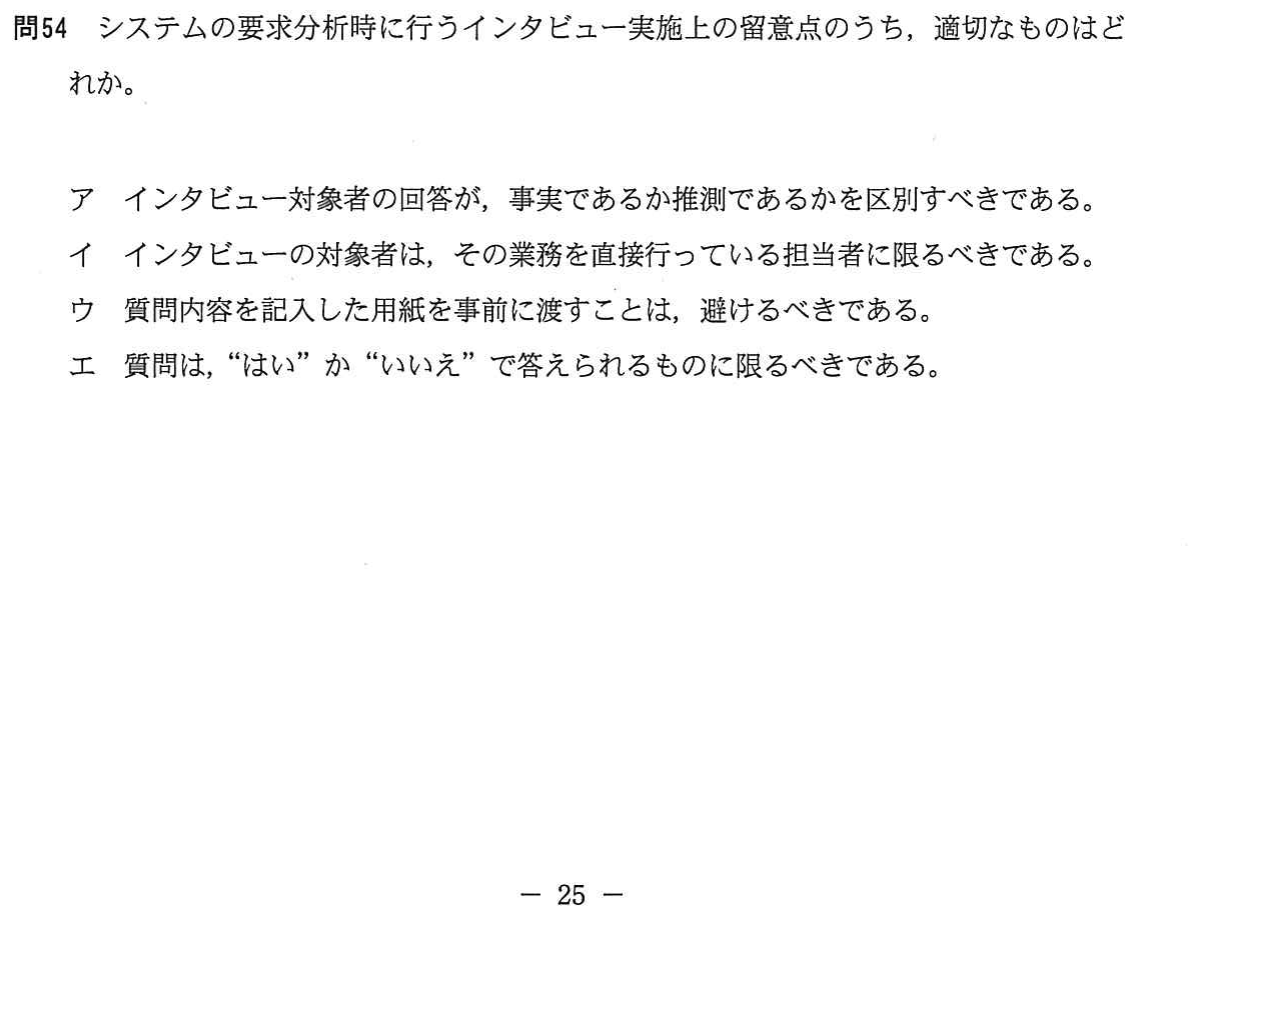 問54 システムの要求分析時に行うインタビュー実施上の留意点のうち，適切なものはど
れか。
ア インタビュー対象者の回答が，事実であるか推測であるかを区別すべきである。
イ インタビューの対象者は，その業務を直接行っている担当者に限るべきである。
ウ 質問内容を記入した用紙を事前に渡すことは，避けるべきである。
エ 質問は，“はい”か“いいえ”で答えられるものに限るべきである。
－ 25 －